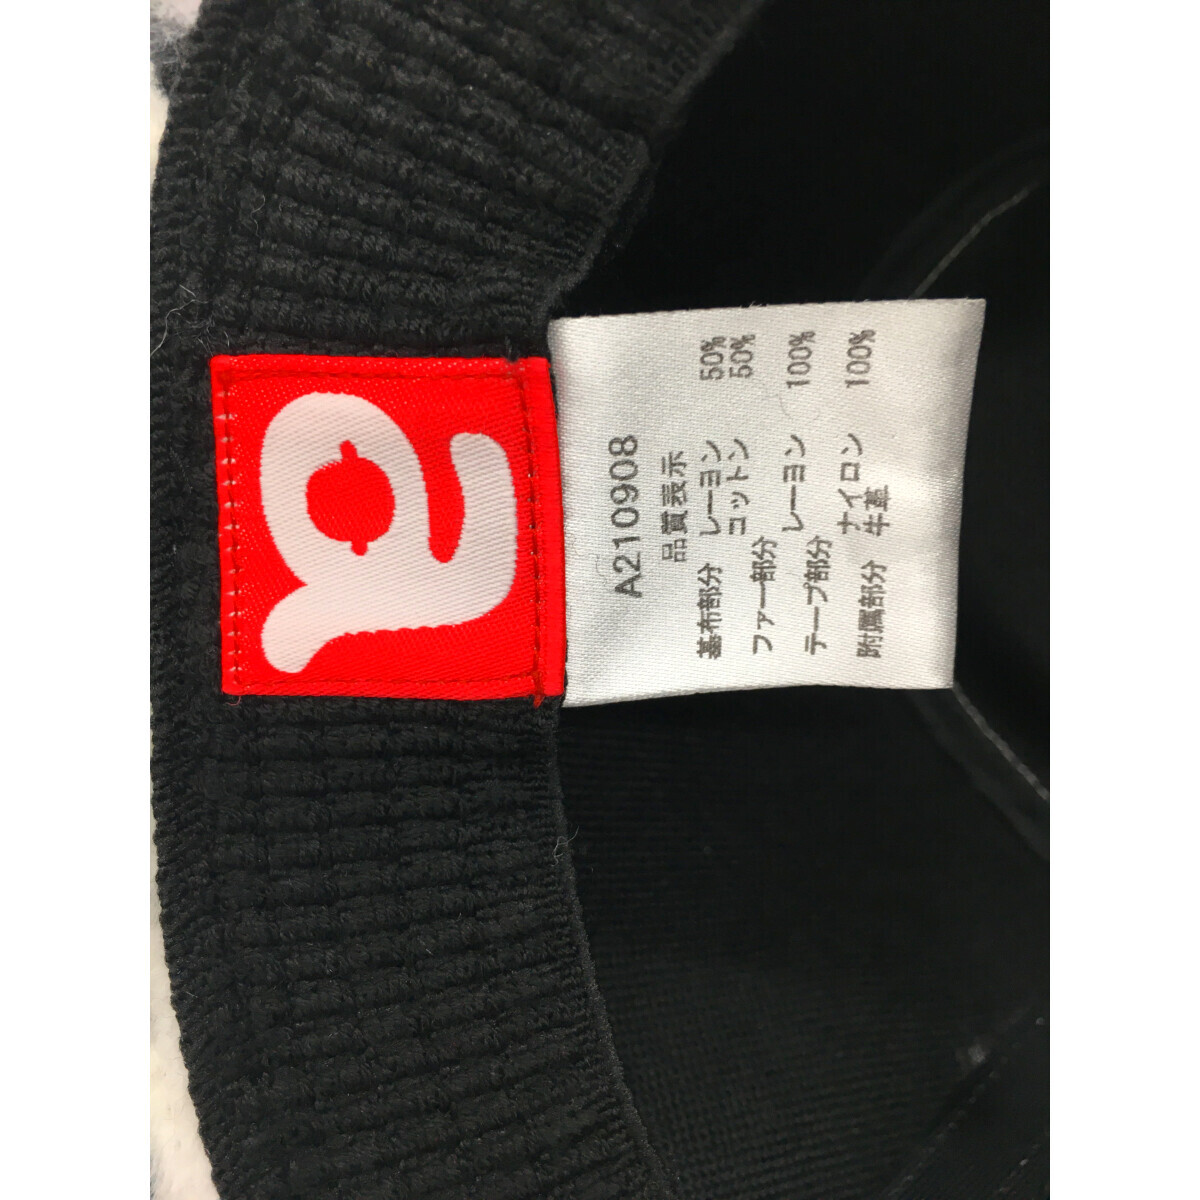 A210908
品質表示
基布部分 レーヨン 50%
コットン 50%
ファー部分 レーヨン 100%
テープ部分 ナイロン 100%
附属部分 牛革